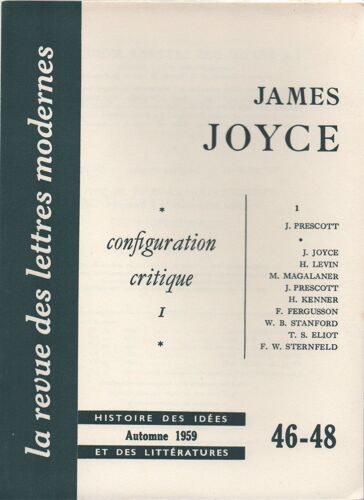 la revue des lettres modernes
JAMES
JOYCE
*
configuration
critique
I
*
1
J. PRESCOTT
*
J. JOYCE
H. LEVIN
M. MAGALANER
J. PRESCOTT
H. KENNER
F. FERGUSSON
W. B. STANFORD
T. S. ELIOT
F. W. STERNFELD
HISTOIRE DES IDÉES
Automne 1959
ET DES LITTÉRATURES
46-48